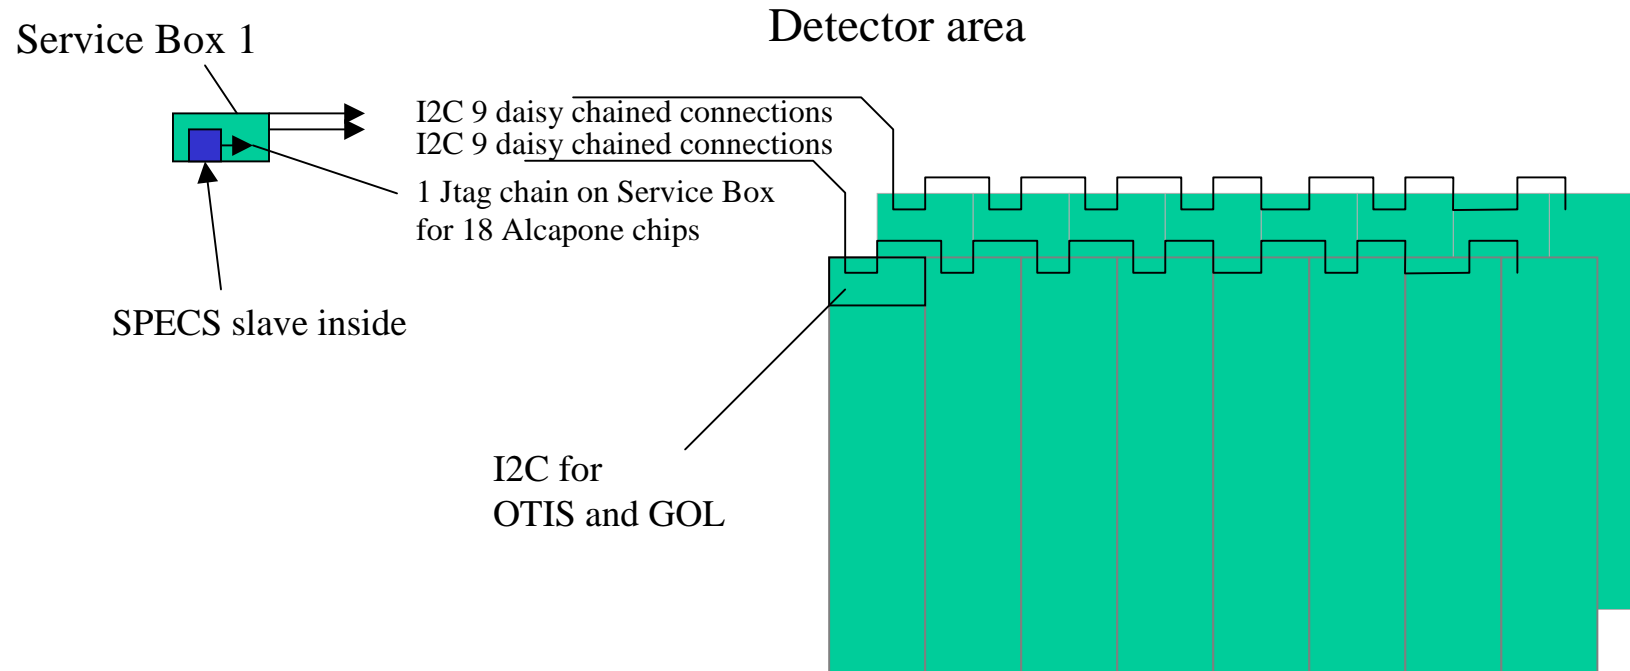 Detector area
Service Box 1
I2C 9 daisy chained connections
I2C 9 daisy chained connections
1 Jtag chain on Service Box
for 18 Alcapone chips
SPECS slave inside
I2C for
OTIS and GOL